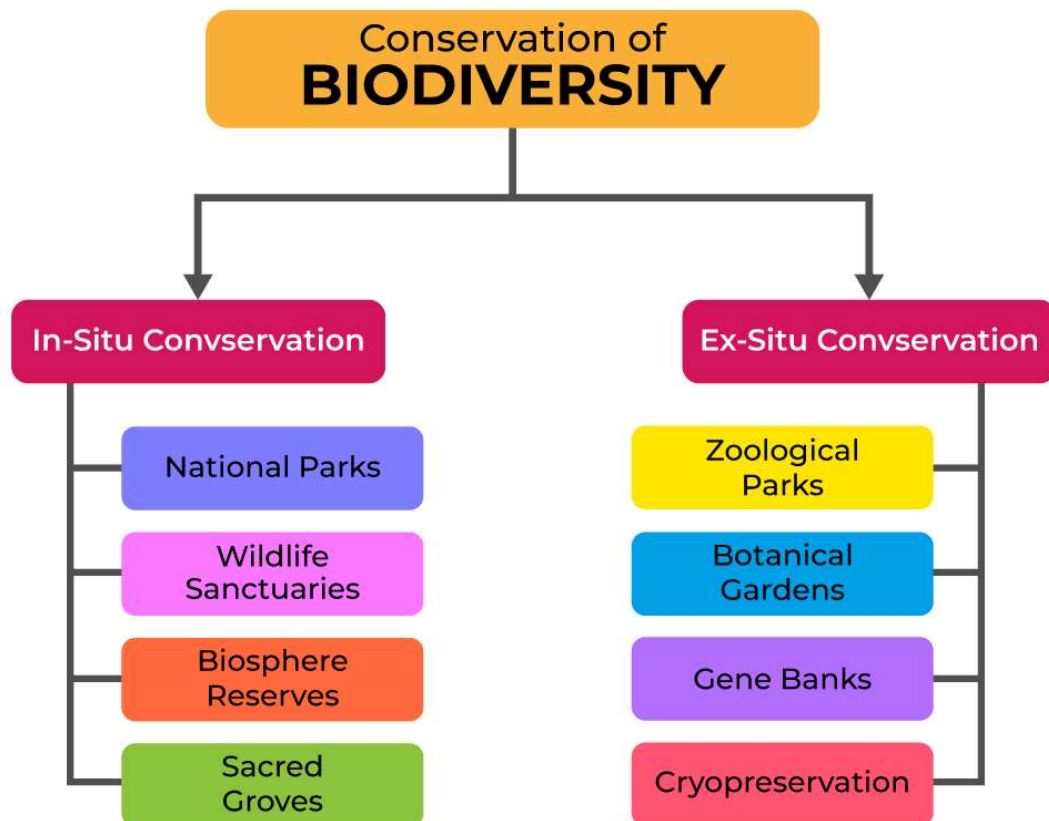 Conservation of
BIODIVERSITY
In-Situ Convservation
National Parks
Wildlife
Sanctuaries
Biosphere
Reserves
Sacred
Groves
Ex-Situ Convservation
Zoological
Parks
Botanical
Gardens
Gene Banks
Cryopreservation